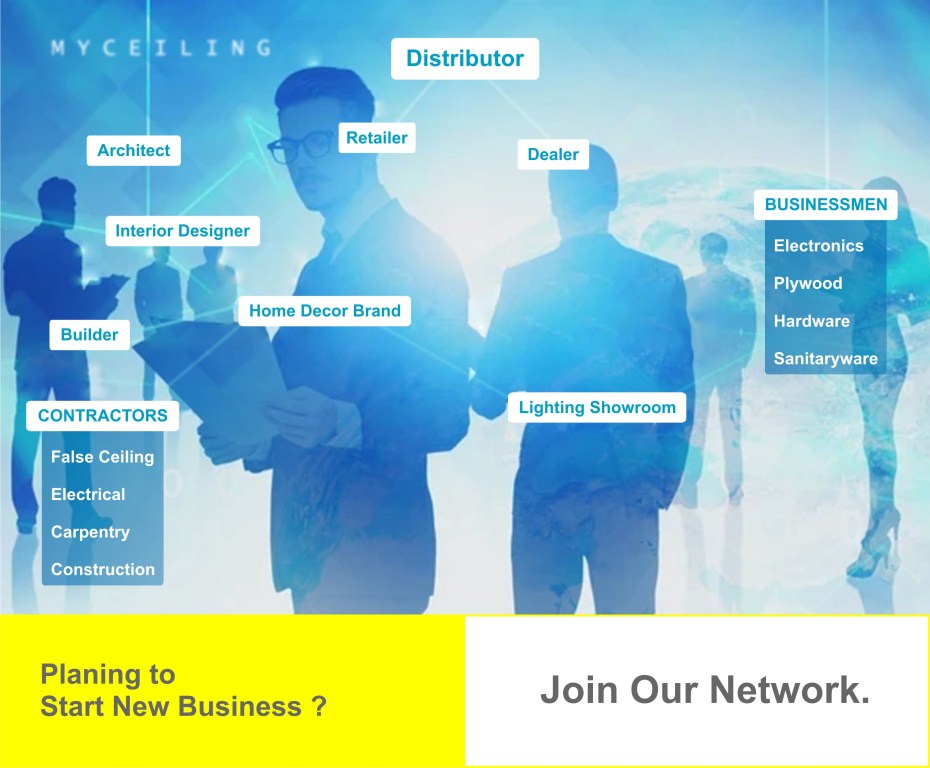 MYCEILING
Distributor
Retailer
Architect
Dealer
BUSINESSMEN
Electronics
Plywood
Hardware
Sanitaryware
Interior Designer
Home Decor Brand
Builder
Lighting Showroom
CONTRACTORS
False Ceiling
Electrical
Carpentry
Construction
Planing to
Start New Business ?
Join Our Network.